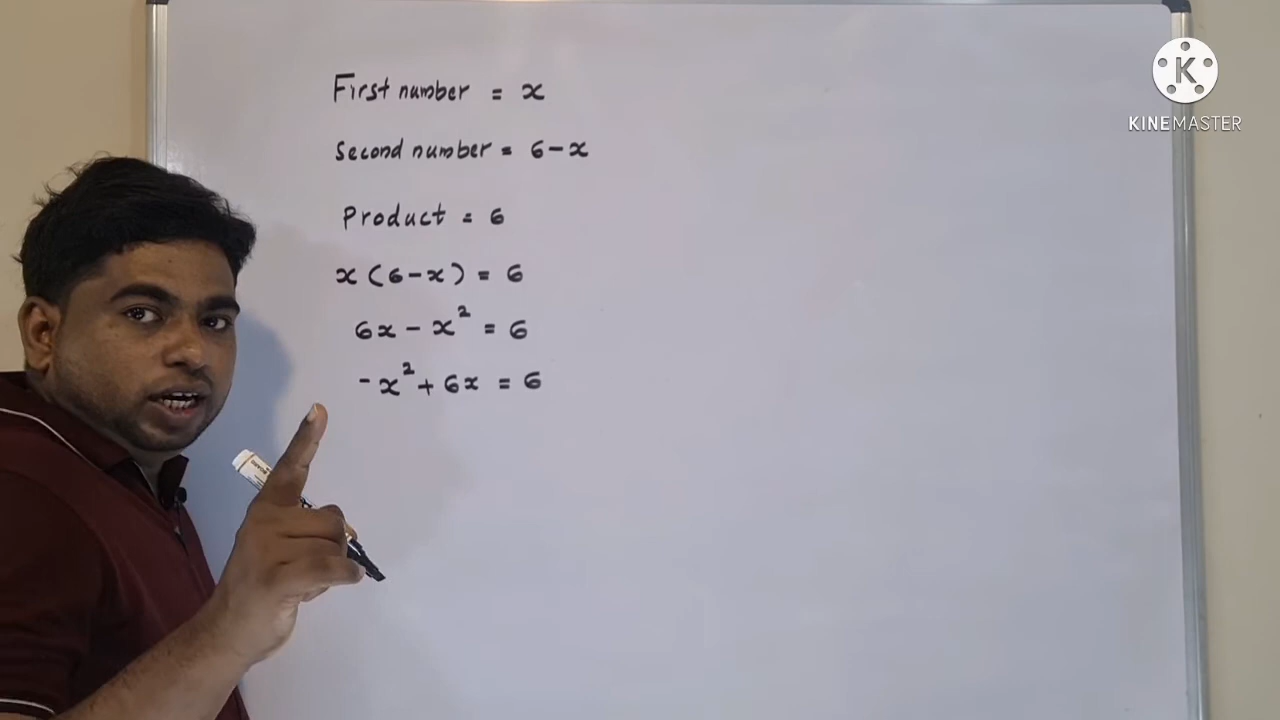 First number = x
Second number = 6-x
Product = 6
x(6-x) = 6
6x - x² = 6
-x² + 6x = 6
K
KINEMASTER